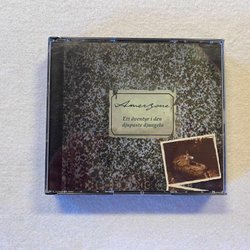 Amerzone
Ett äventyr i den
djupaste djungeln